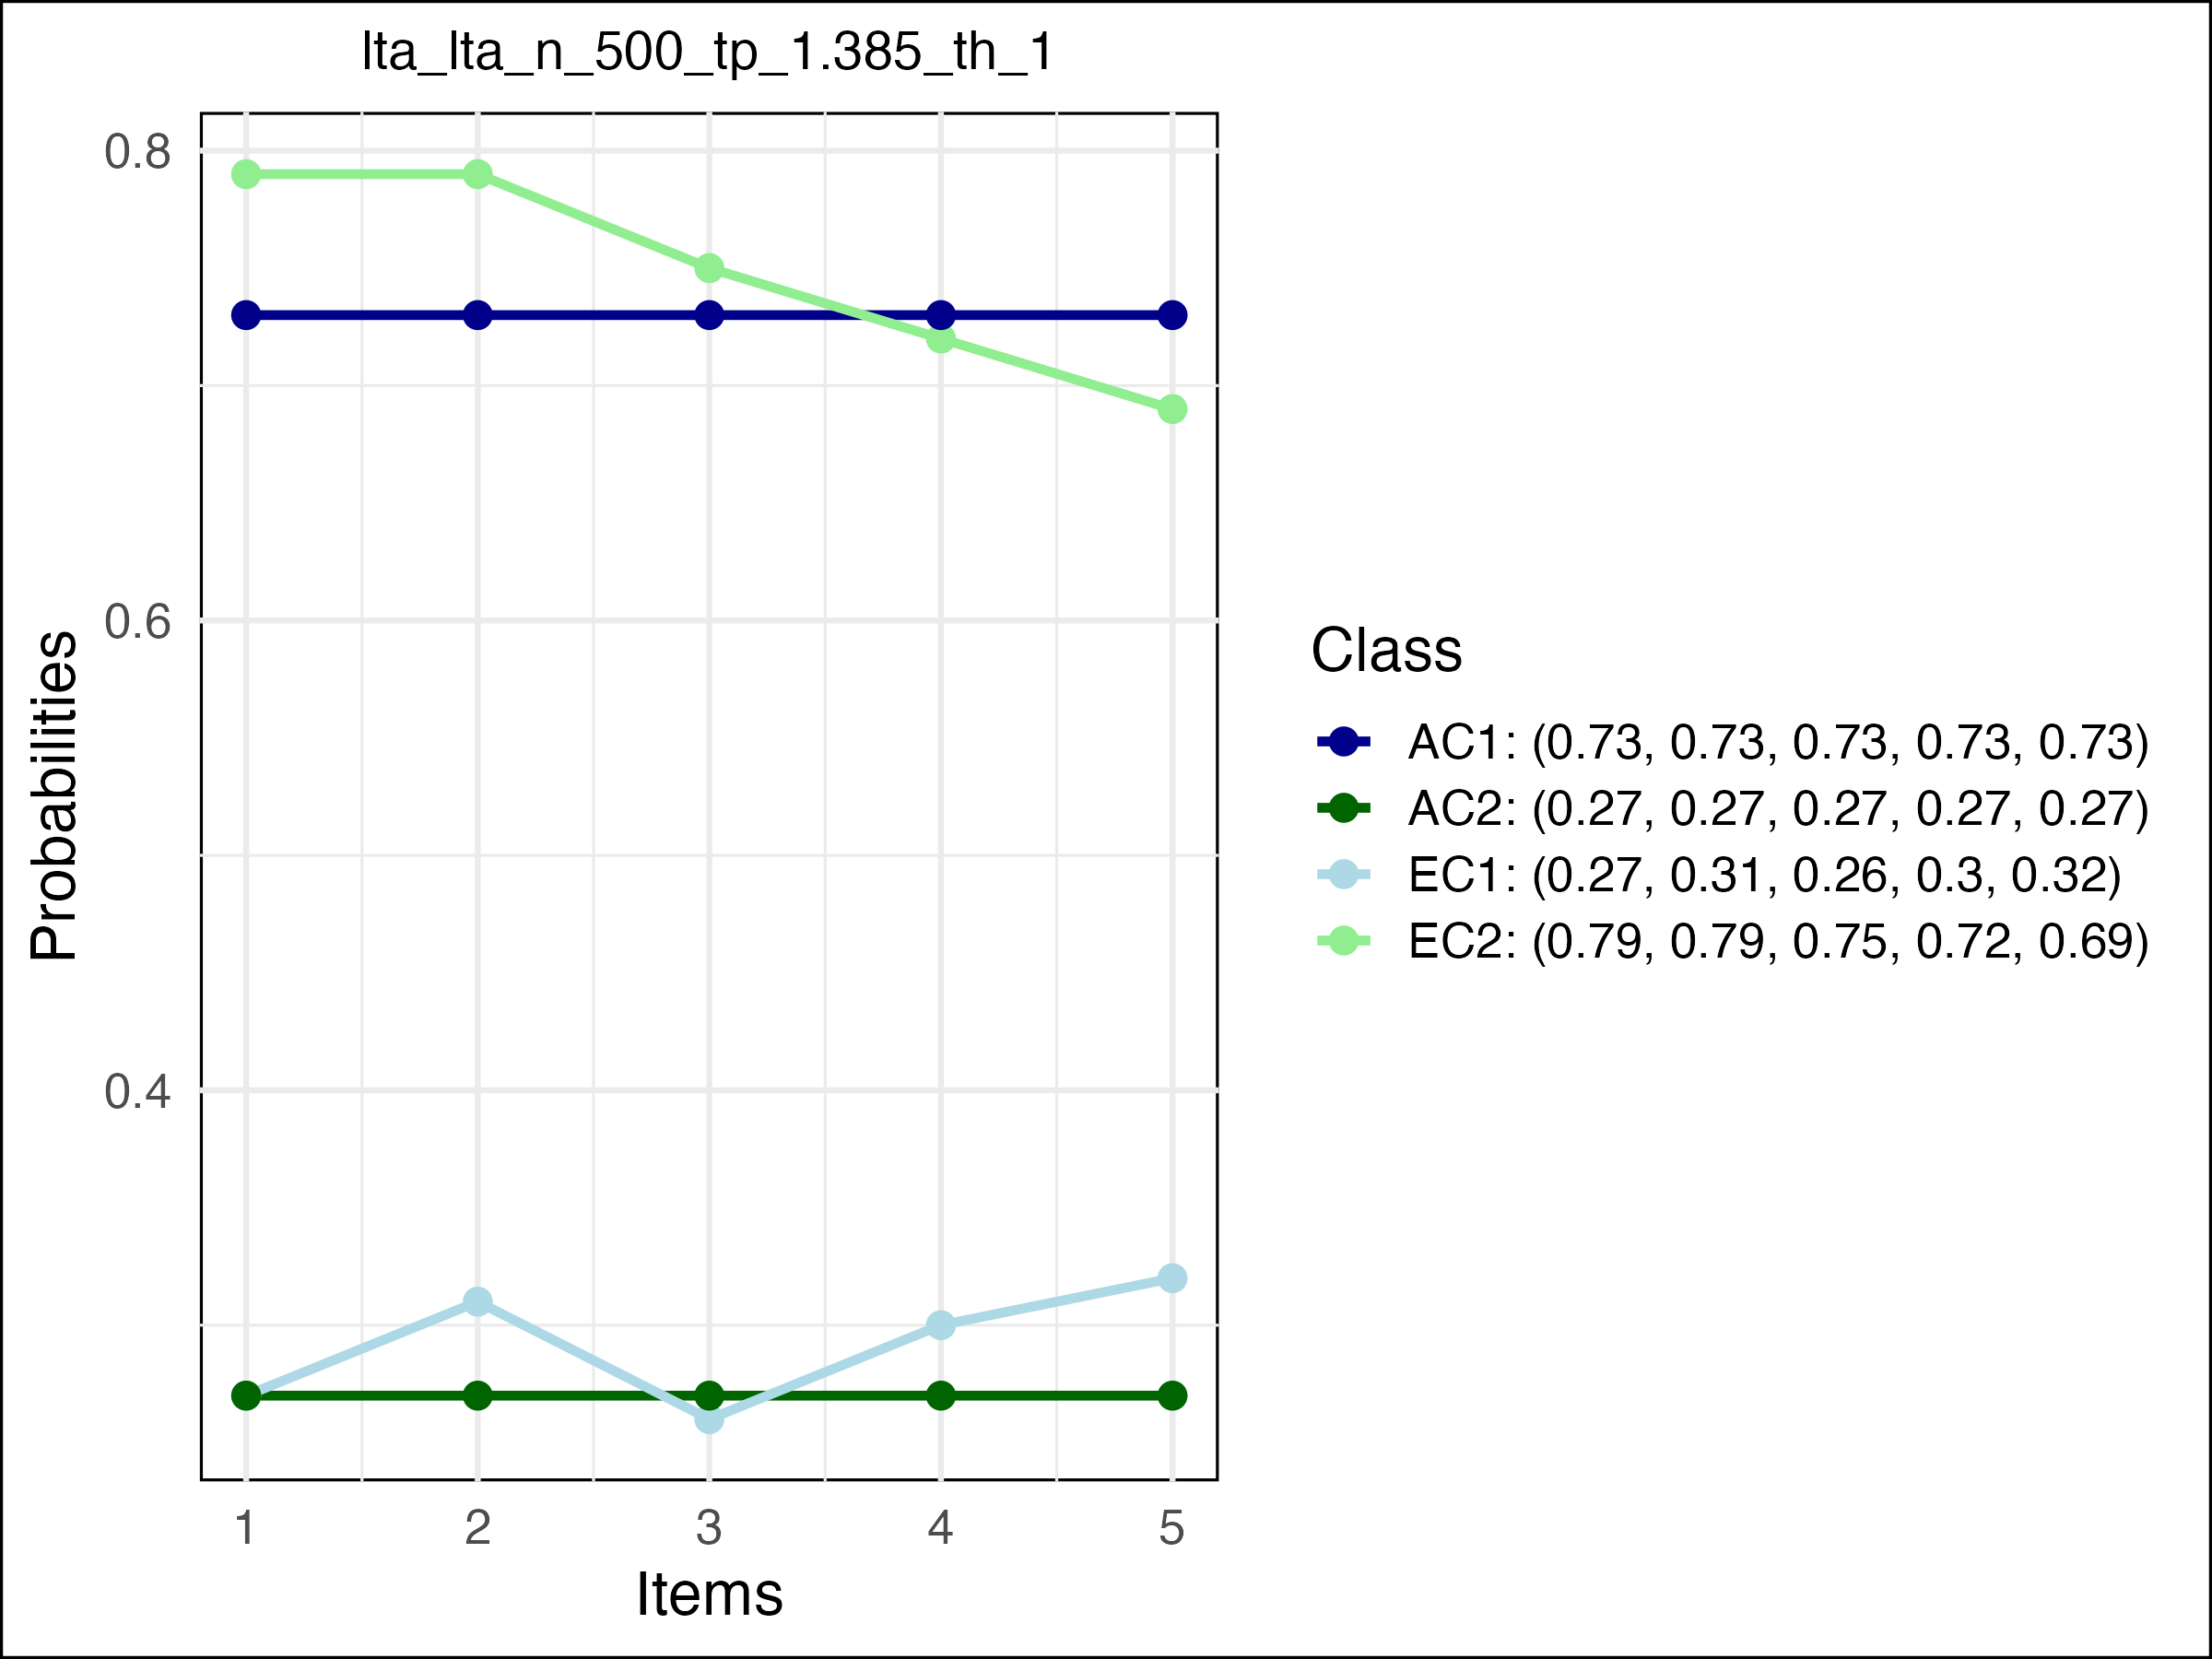 lta_lta_n_500_tp_1.385_th_1
0.8
0.6
0.4
Probabilities
1 2 3 4 5
Items
Class
AC1: (0.73, 0.73, 0.73, 0.73, 0.73)
AC2: (0.27, 0.27, 0.27, 0.27, 0.27)
EC1: (0.27, 0.31, 0.26, 0.3, 0.32)
EC2: (0.79, 0.79, 0.75, 0.72, 0.69)